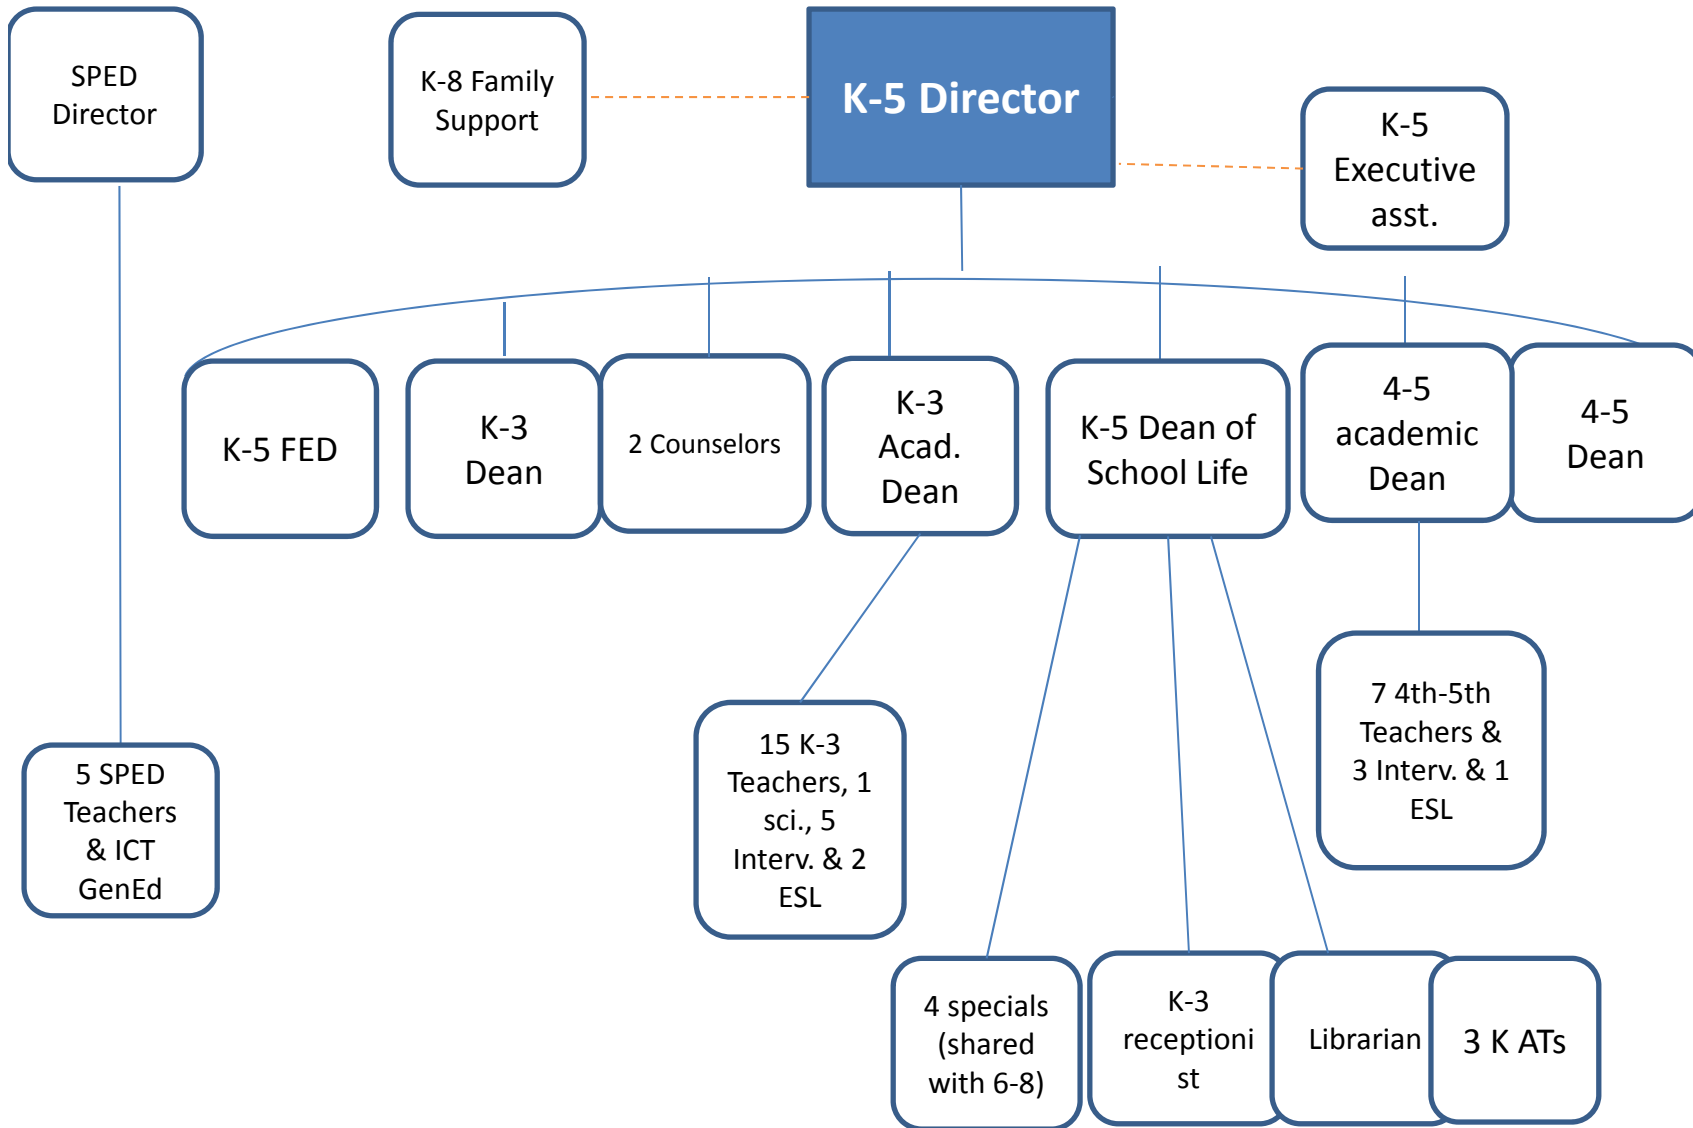 SPED
Director
K-8 Family
Support
K-5 Director
K-5
Executive
asst.
K-5 FED
K-3
Dean
2 Counselors
K-3
Acad.
Dean
K-5 Dean of
School Life
4-5
academic
Dean
4-5
Dean
5 SPED
Teachers
& ICT
GenEd
15 K-3
Teachers, 1
sci., 5
Interv. & 2
ESL
7 4th-5th
Teachers &
3 Interv. & 1
ESL
4 specials
(shared
with 6-8)
K-3
receptioni
st
Librarian
3 K ATs